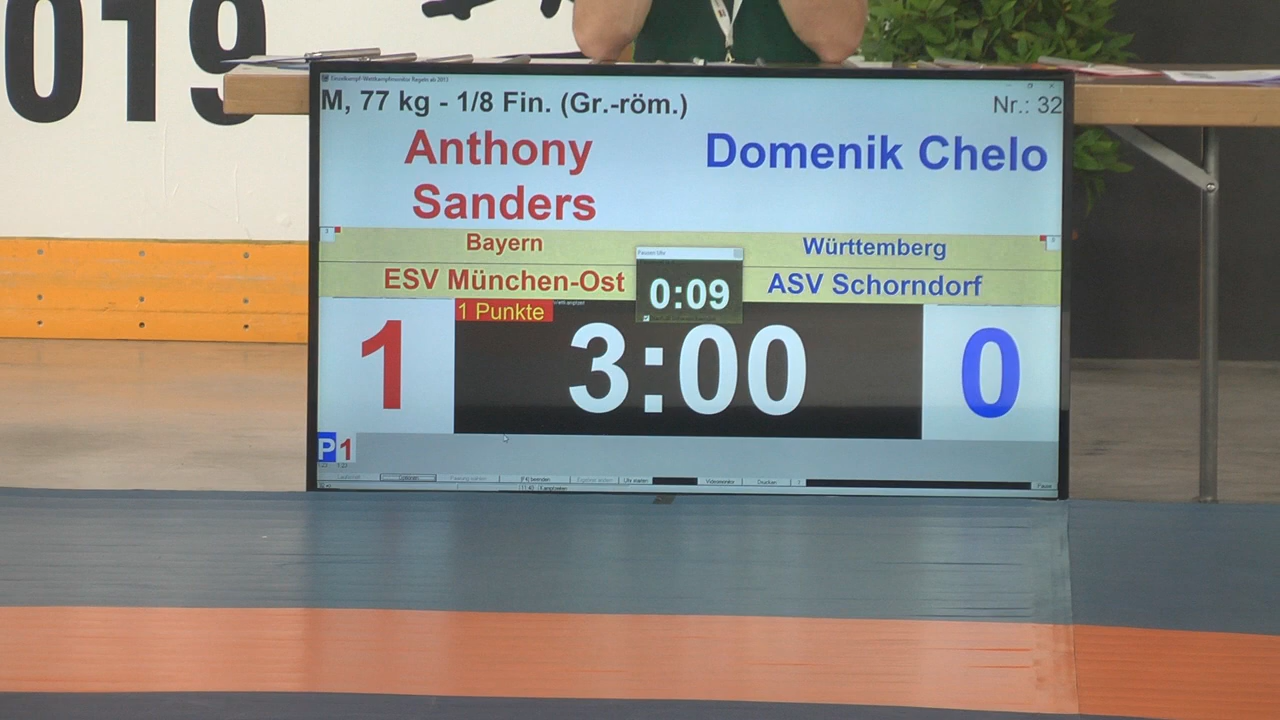 019
M, 77 kg - 1/8 Fin. (Gr.-röm.)
Nr.: 32
Anthony
Sanders
Domenik Chelo
Bayern
Württemberg
ESV München-Ost
ASV Schorndorf
0:09
1 Punkte
1
3:00
0
P 1